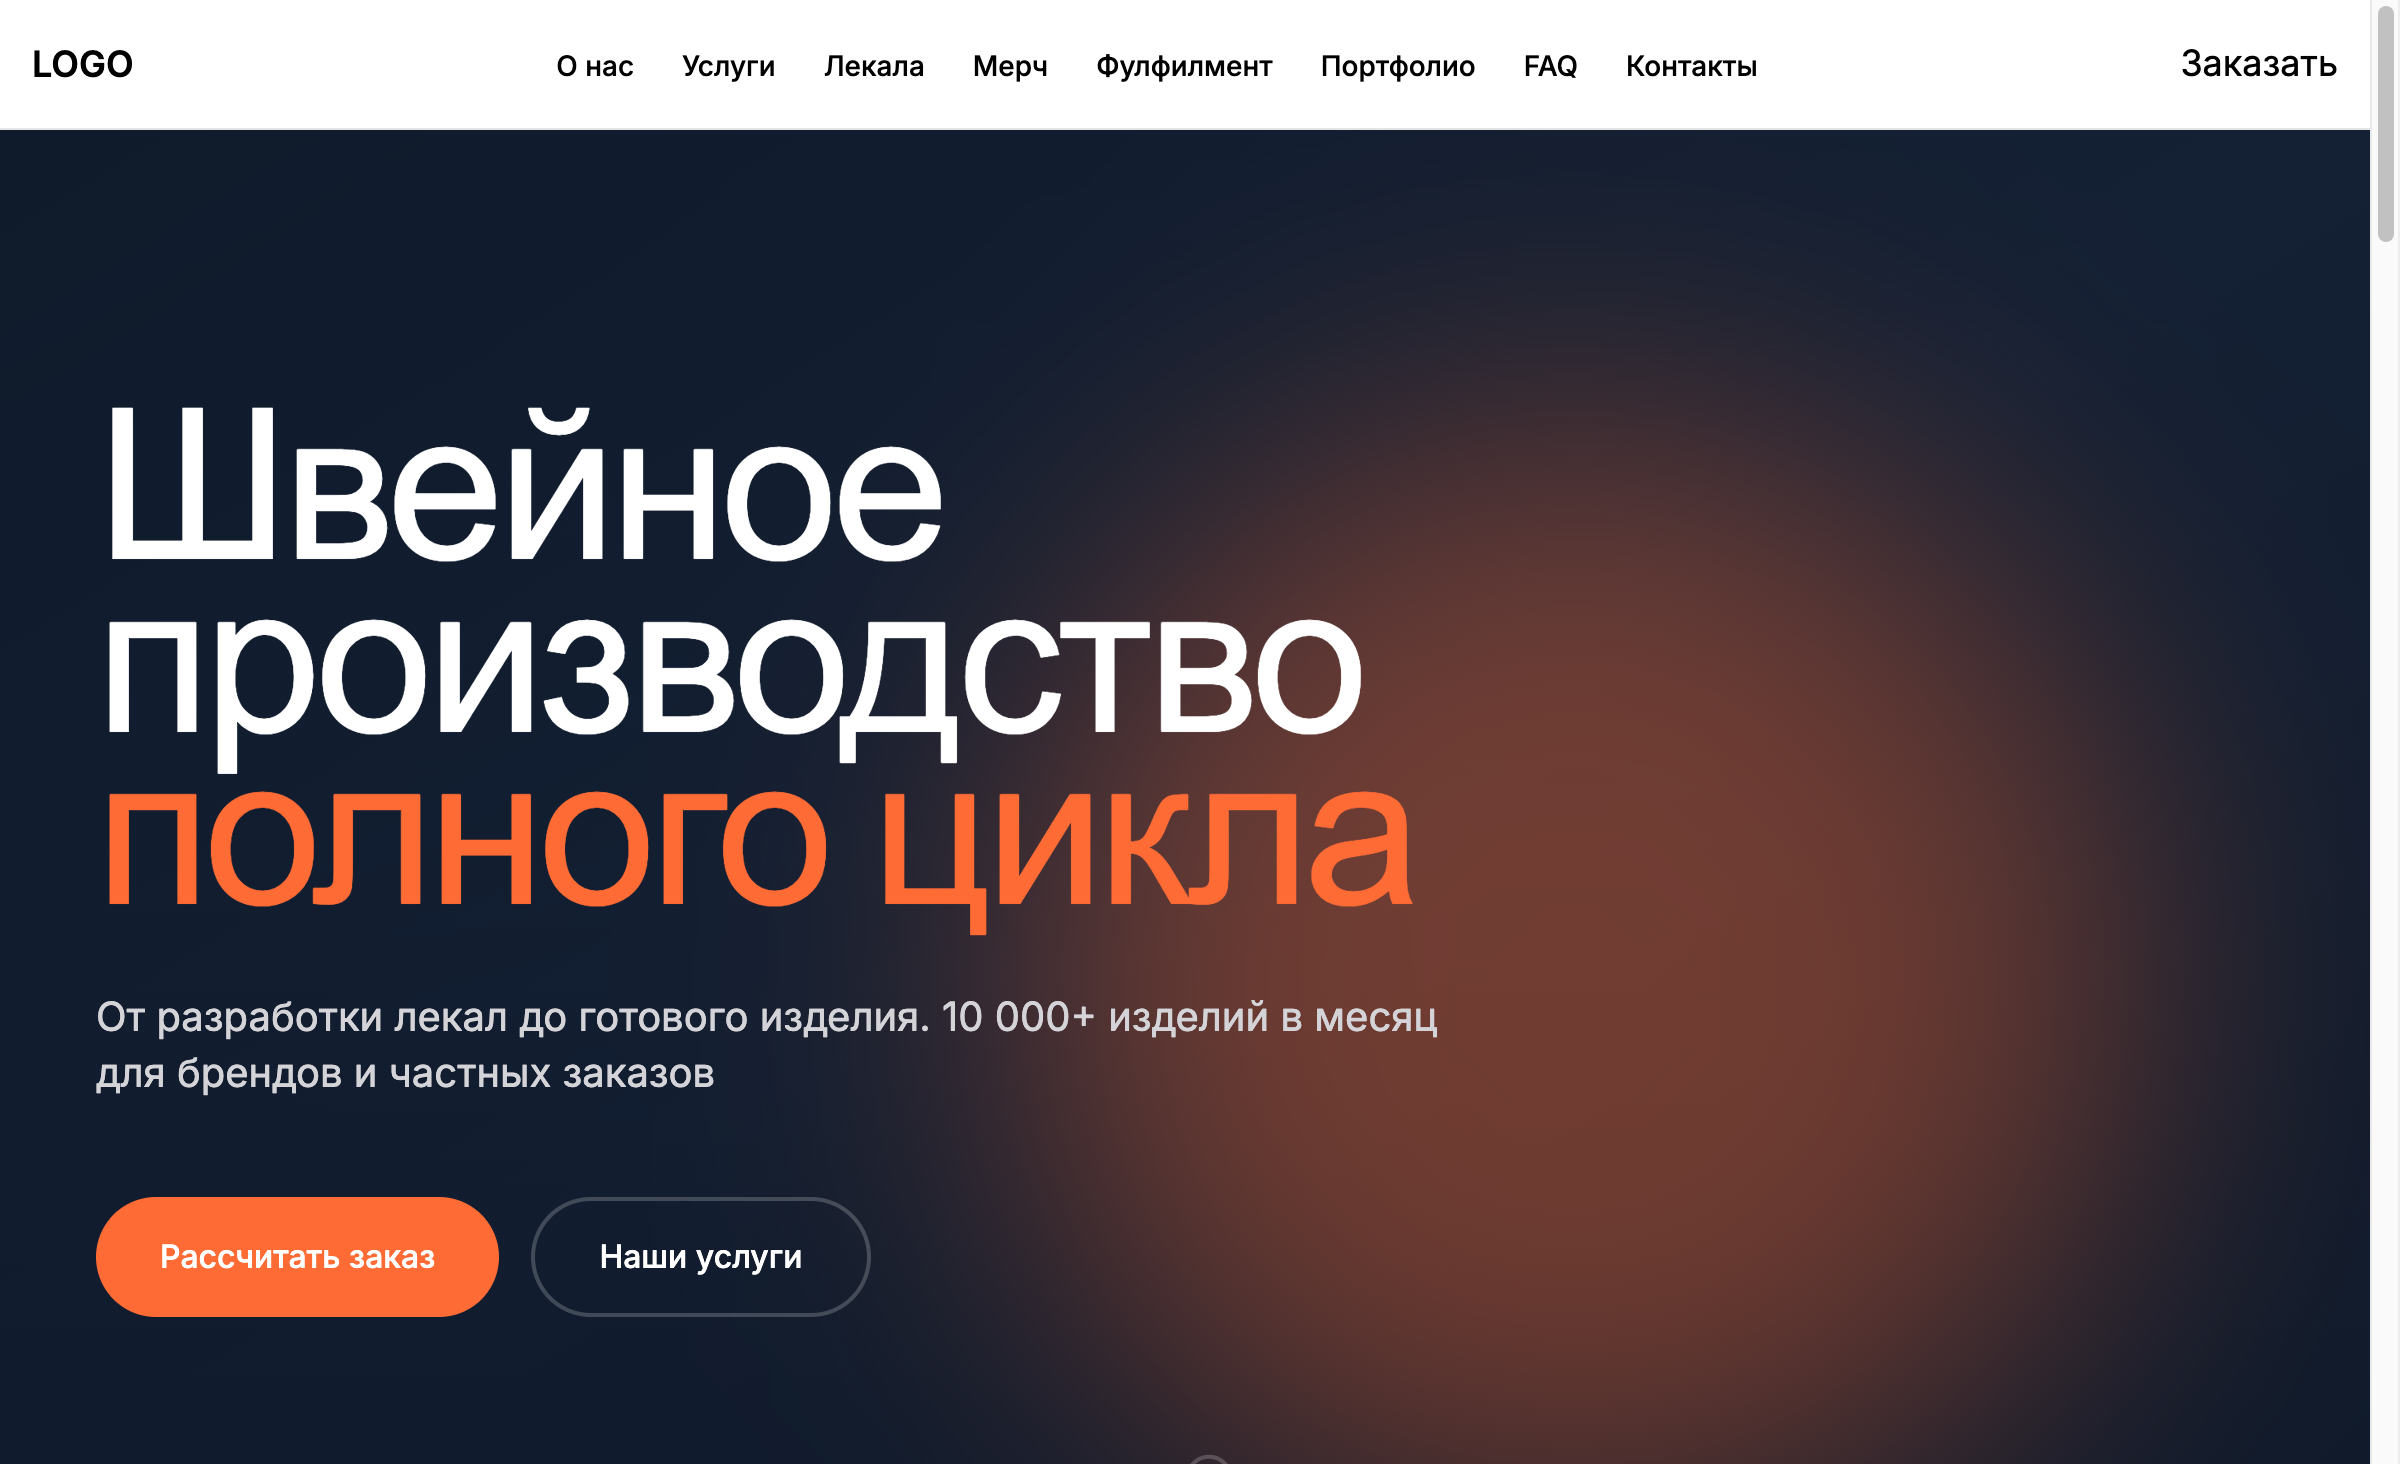 LOGO
О нас Услуги Лекала Мерч Фулфилмент Портфолио FAQ Контакты
Заказать
Швейное
производство
полного цикла
От разработки лекал до готового изделия. 10 000+ изделий в месяц
для брендов и частных заказов
Рассчитать заказ
Наши услуги